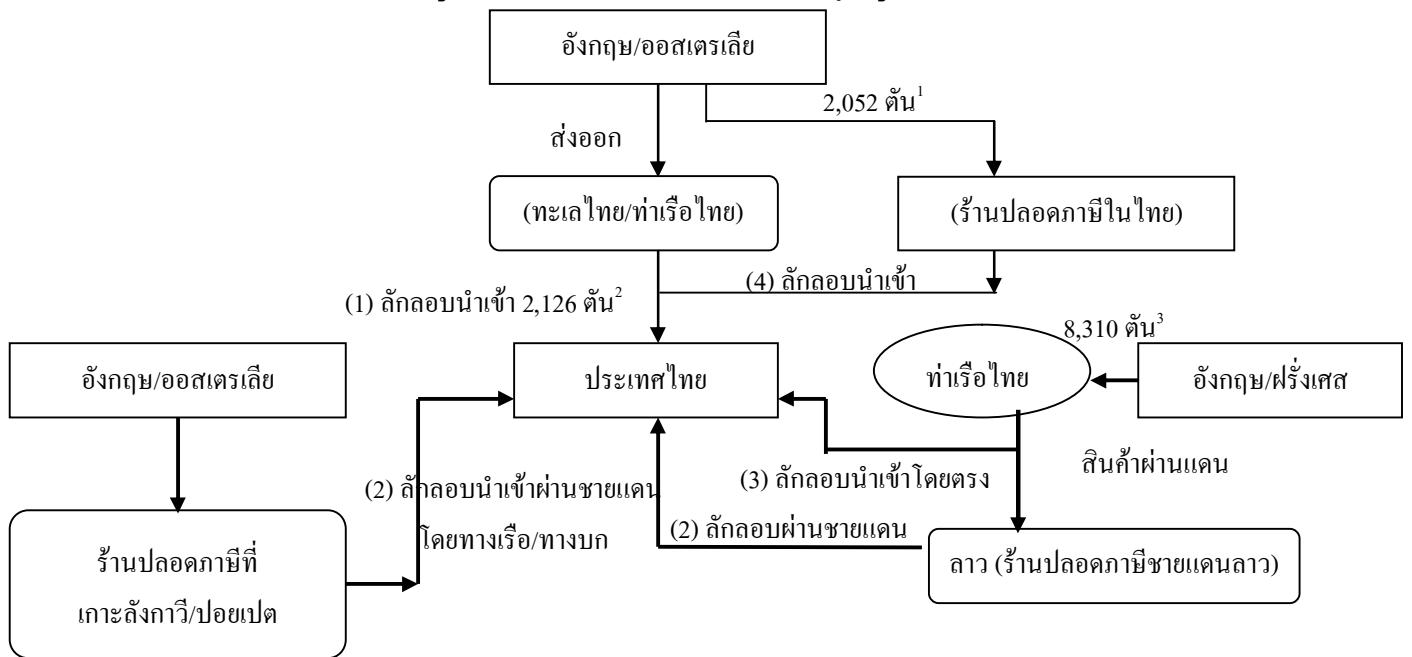 อังกฤษ/ออสเตรเลีย
2,052 ตัน1
ส่งออก
(ทะเลไทย/ท่าเรือไทย)
(ร้านปลอดภาษีในไทย)
(4) ลักลอบนำเข้า
(1) ลักลอบนำเข้า 2,126 ตัน2
8,310 ตัน3
อังกฤษ/ออสเตรเลีย
ประเทศไทย
ท่าเรือไทย
อังกฤษ/ฝรั่งเศส
สินค้าผ่านแดน
(3) ลักลอบนำเข้าโดยตรง
(2) ลักลอบนำเข้าผ่านชายแดน
โดยทางเรือ/ทางบก
(2) ลักลอบผ่านชายแดน
ร้านปลอดภาษีที่
เกาะลังกาวี/ปอยเปต
ลาว (ร้านปลอดภาษีชายแดนลาว)